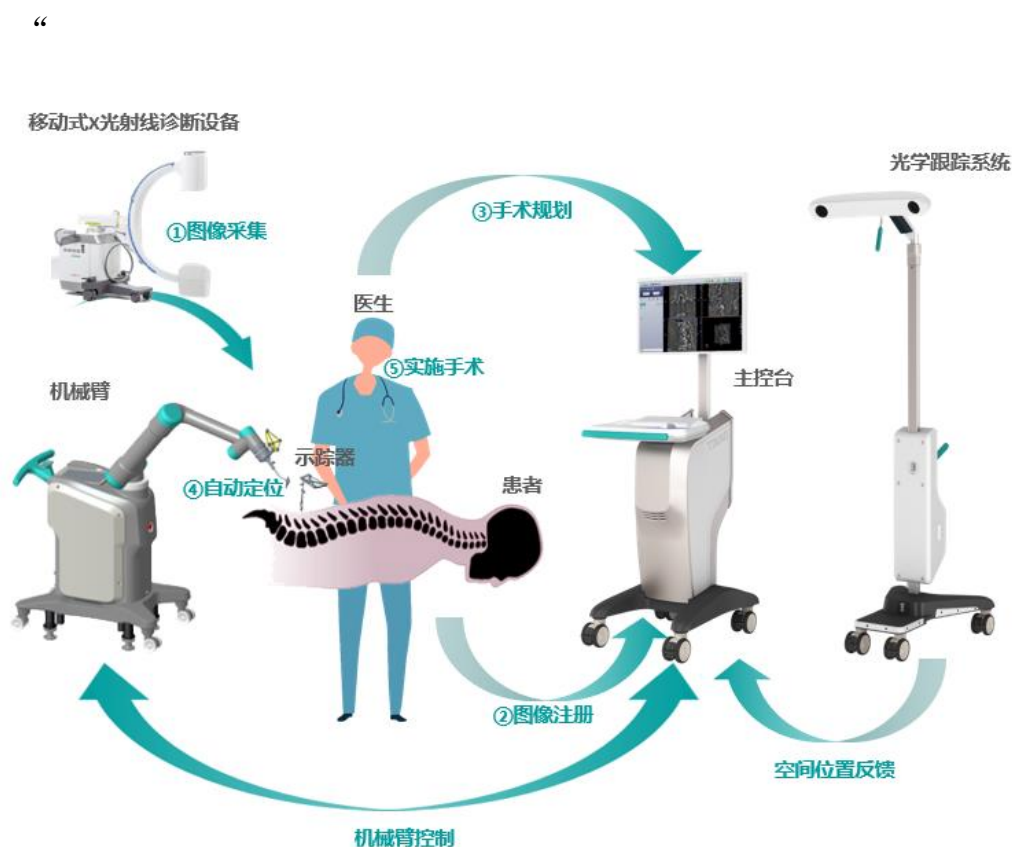 “
移动式X光射线诊断设备
光学跟踪系统
③手术规划
①图像采集
医生
⑤实施手术
主控台
机械臂
示踪器
④自动定位
患者
②图像注册
空间位置反馈
机械臂控制